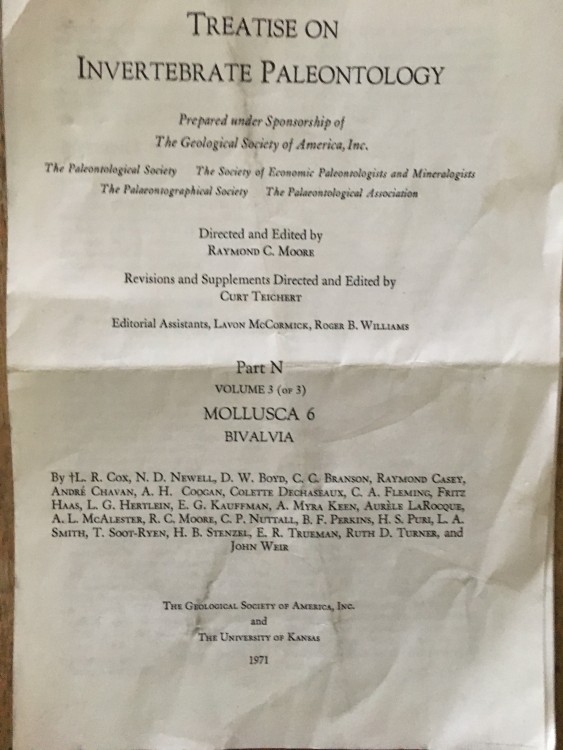 TREATISE ON
INVERTEBRATE PALEONTOLOGY
Prepared under Sponsorship of
The Geological Society of America, Inc.
The Paleontological Society The Society of Economic Paleontologists and Mineralogists
The Palaeontographical Society The Palaeontological Association
Directed and Edited by
RAYMOND C. MOORE
Revisions and Supplements Directed and Edited by
CURT TEICHERT
Editorial Assistants, LAVON MCCORMICK, ROGER B. WILLIAMS
Part N
VOLUME 3 (OF 3)
MOLLUSCA 6
BIVALVIA
By †L. R. COX, N. D. NEWELL, D. W. BOYD, C. C. BRANSON, RAYMOND CASEY,
ANDRÉ CHAVAN, A. H. COOGAN, COLETTE DECHASEAUX, C. A. FLEMING, FRITZ
HAAS, L. G. HERTLEIN, E. G. KAUFFMAN, A. MYRA KEEN, AURÈLE LAROCQUE,
A. L. MCALESTER, R. C. MOORE, C. P. NUTTALL, B. F. PERKINS, H. S. PURI, L. A.
SMITH, T. SOOT-RYEN, H. B. STENZEL, E. R. TRUEMAN, RUTH D. TURNER, and
JOHN WEIR
THE GEOLOGICAL SOCIETY OF AMERICA, INC.
and
THE UNIVERSITY OF KANSAS
1971